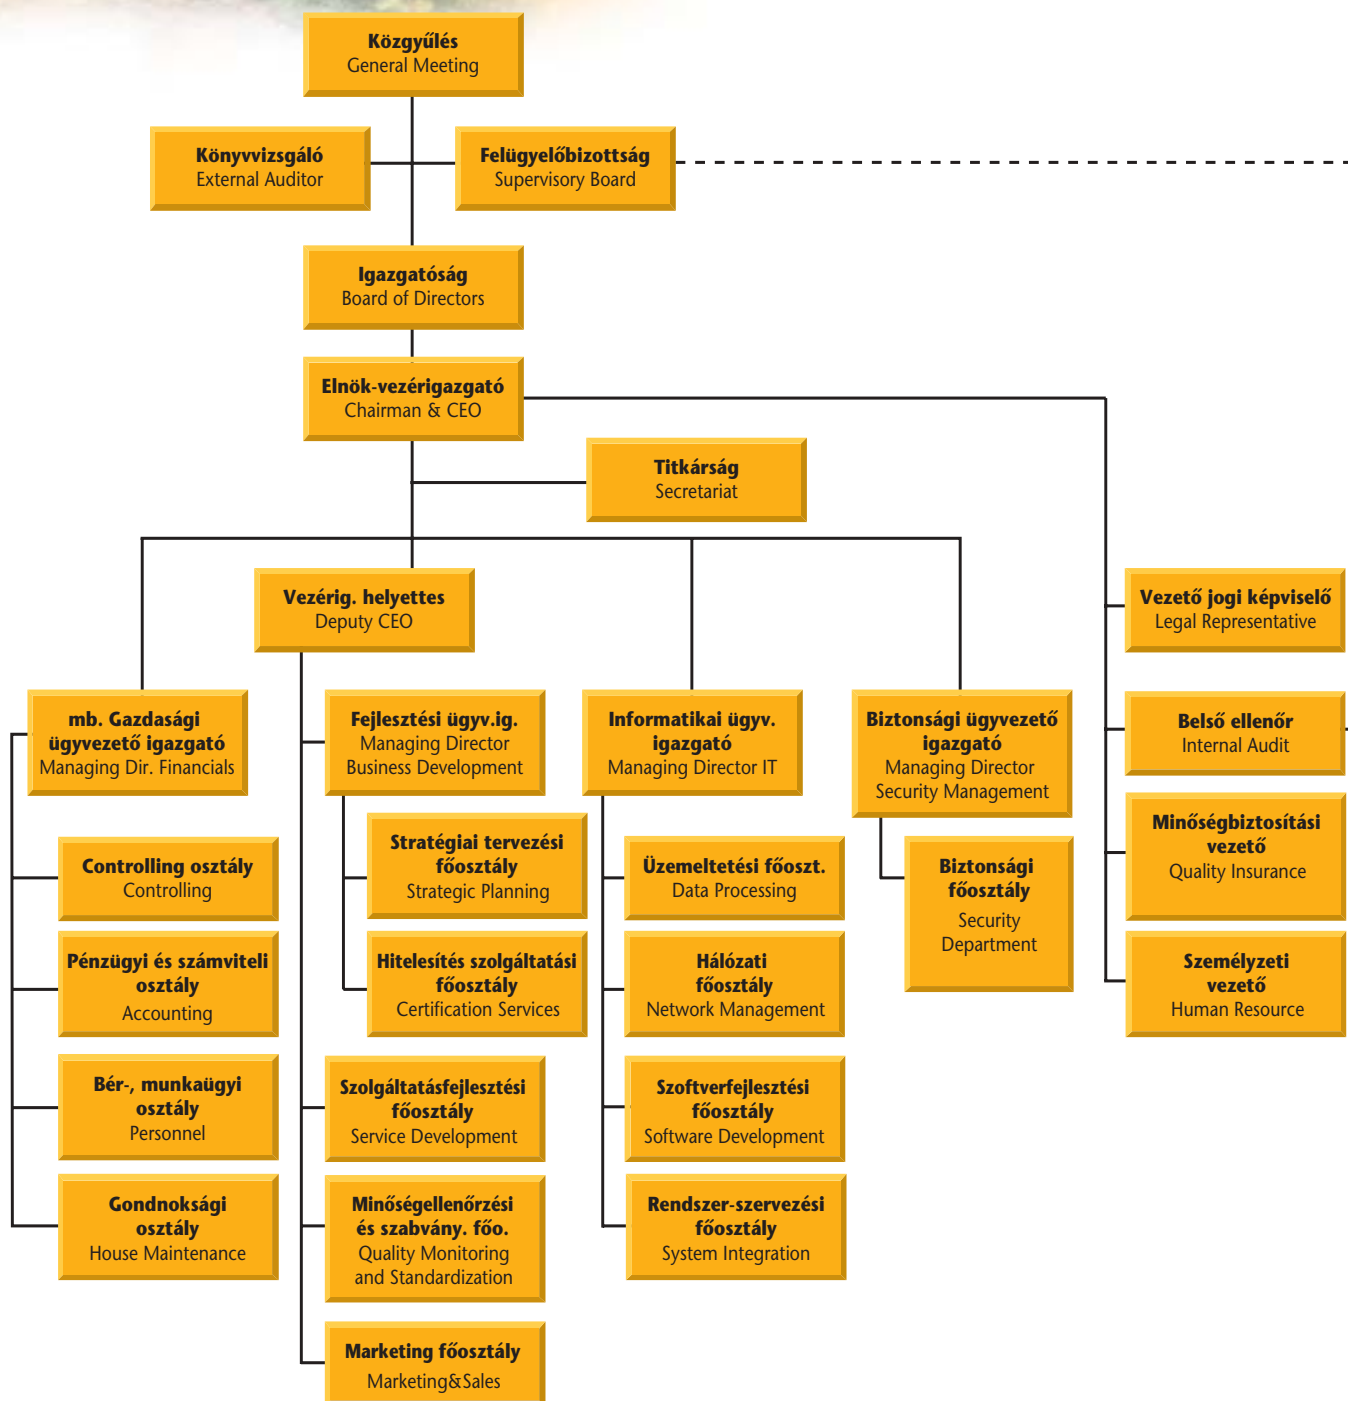 Közgyűlés
General Meeting
Könyvvizsgáló
External Auditor
Felügyelőbizottság
Supervisory Board
Igazgatóság
Board of Directors
Elnök-vezérigazgató
Chairman & CEO
Titkárság
Secretariat
Vezérig. helyettes
Deputy CEO
Vezető jogi képviselő
Legal Representative
mb. Gazdasági
ügyvezető igazgató
Managing Dir. Financials
Fejlesztési ügyv.ig.
Managing Director
Business Development
Informatikai ügyv.
igazgató
Managing Director IT
Biztonsági ügyvezető
igazgató
Managing Director
Security Management
Belső ellenőr
Internal Audit
Controlling osztály
Controlling
Stratégiai tervezési
főosztály
Strategic Planning
Üzemeltetési főoszt.
Data Processing
Biztonsági
főosztály
Security
Department
Minőségbiztosítási
vezető
Quality Insurance
Pénzügyi és számviteli
osztály
Accounting
Hitelesítés szolgáltatási
főosztály
Certification Services
Hálózati
főosztály
Network Management
Személyzeti
vezető
Human Resource
Bér-, munkaügyi
osztály
Personnel
Szolgáltatásfejlesztési
főosztály
Service Development
Szoftverfejlesztési
főosztály
Software Development
Gondnoksági
osztály
House Maintenance
Minőségellenőrzési
és szabvány. főo.
Quality Monitoring
and Standardization
Rendszer-szervezési
főosztály
System Integration
Marketing főosztály
Marketing&Sales